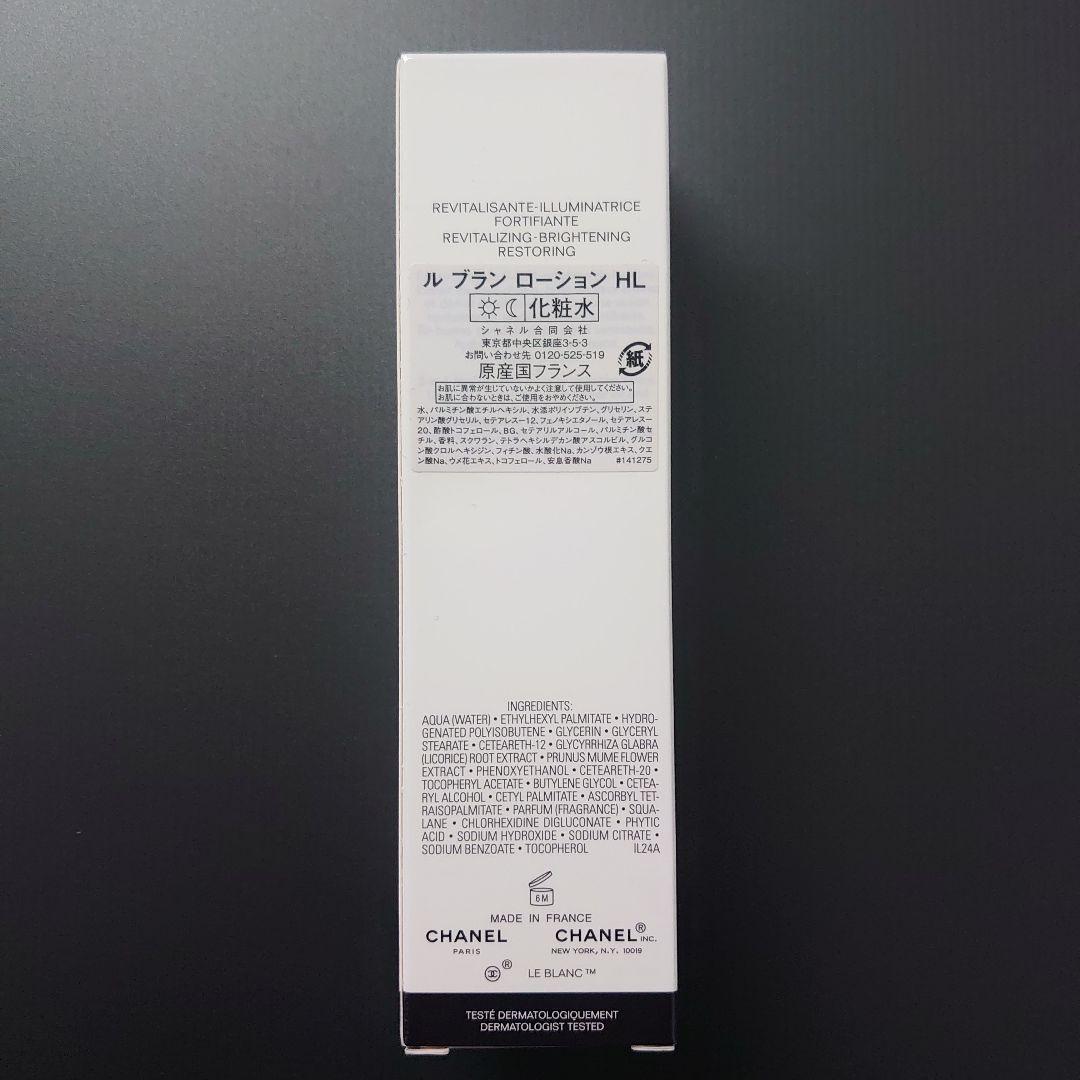 REVITALISANTE-ILLUMINATRICE
FORTIFIANTE
REVITALIZING-BRIGHTENING
RESTORING
ル ブラン ローション HL
化粧水
シャネル合同会社
東京都中央区銀座3-5-3
お問い合わせ先 0120-525-519
紙
原産国フランス
お肌に異常が生じていないかよく注意して使用してください。
お肌に合わないときは、ご使用をおやめください。
水、パルミチン酸エチルヘキシル、水添ポリイソブテン、グリセリン、ステ
アリン酸グリセリル、セテアレス-12、フェノキシエタノール、セテアレス-
20、酢酸トコフェロール、BG、セテアリルアルコール、パルミチン酸セ
チル、香料、スクワラン、テトラヘキシルデカン酸アスコルビル、グルコ
ン酸クロルヘキシジン、フィチン酸、水酸化Na、カンゾウ根エキス、クエ
ン酸Na、ウメ花エキス、トコフェロール、安息香酸Na #141275
INGREDIENTS:
AQUA (WATER) • ETHYLHEXYL PALMITATE • HYDRO-
GENATED POLYISOBUTENE • GLYCERIN • GLYCERYL
STEARATE • CETEARETH-12 • GLYCYRRHIZA GLABRA
(LICORICE) ROOT EXTRACT • PRUNUS MUME FLOWER
EXTRACT • PHENOXYETHANOL • CETEARETH-20 •
TOCOPHERYL ACETATE • BUTYLENE GLYCOL • CETEA-
RYL ALCOHOL • CETYL PALMITATE • ASCORBYL TET-
RAISOPALMITATE • PARFUM (FRAGRANCE) • SQUA-
LANE • CHLORHEXIDINE DIGLUCONATE • PHYTIC
ACID • SODIUM HYDROXIDE • SODIUM CITRATE •
SODIUM BENZOATE • TOCOPHEROL IL24A
6M
MADE IN FRANCE
CHANEL CHANEL® INC.
PARIS NEW YORK, N.Y. 10019
® LE BLANC™
TESTÉ DERMATOLOGIQUEMENT
DERMATOLOGIST TESTED